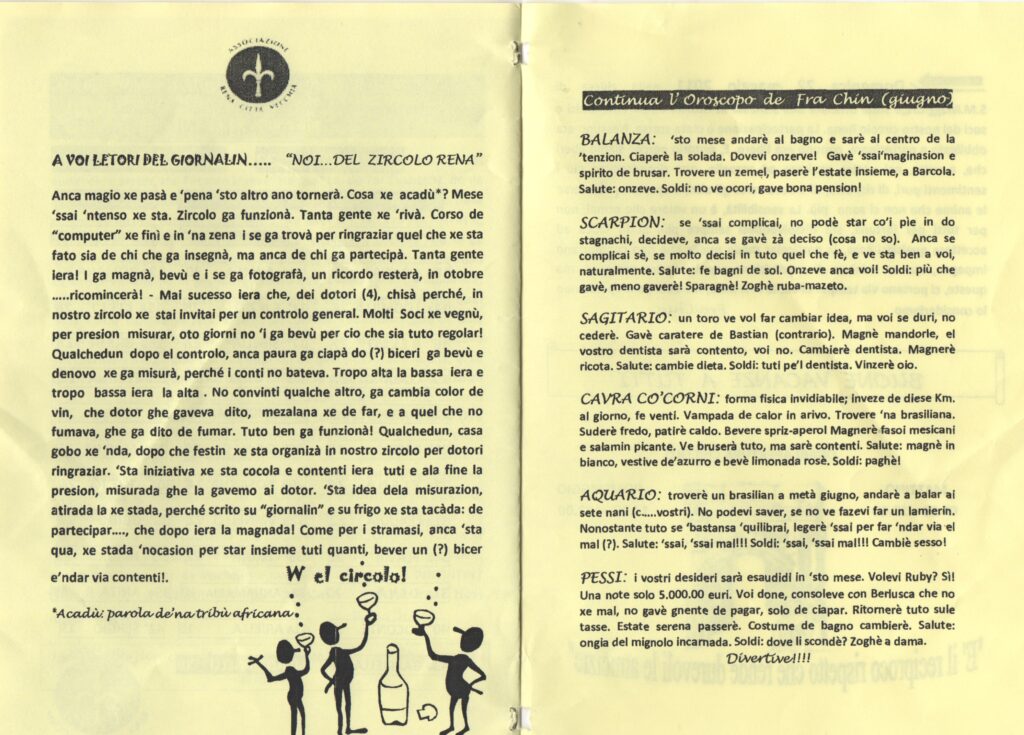 ASSOCIAZIONE
RENA CITTÀ VECCHIA
A VOI LETORI DEL GIORNALIN..... “NOI...DEL ZIRCOLO RENA”
Anca magio xe pasà e ‘pena ‘sto altro ano tornerà. Cosa xe acadù*? Mese
‘ssai ‘ntenso xe sta. Zircolo ga funzionà. Tanta gente xe ‘rivà. Corso de
“computer” xe finì e in ‘na zena i se ga trovà per ringraziar quel che xe sta
fato sia de chi che ga insegnà, ma anca de chi ga partecipà. Tanta gente
iera! I ga magnà, bevù e i se ga fotografà, un ricordo resterà, in otobre
.....ricomincerà! - Mai sucesso iera che, dei dotori (4), chisà perché, in
nostro zircolo xe stai invitai per un controlo general. Molti Soci xe vegnù,
per presion misurar, oto giorni no ‘i ga bevù per cio che sia tuto regolar!
Qualchedun dopo el controlo, anca paura ga ciapà do (?) biceri ga bevù e
denovo xe ga misurà, perché i conti no bateva. Tropo alta la bassa iera e
tropo bassa iera la alta . No convinti qualche altro, ga cambia color de
vin, che dotor ghe gaveva dito, mezalana xe de far, e a quel che no
fumava, ghe ga dito de fumar. Tuto ben ga funzionà! Qualchedun, casa
gobo xe ‘nda, dopo che festin xe sta organizà in nostro zircolo per dotori
ringraziar. ‘Sta iniziativa xe sta cocola e contenti iera tuti e ala fine la
presion, misurada ghe la gavemo ai dotor. ‘Sta idea dela misurazion,
atirada la xe stada, perché scrito su “giornalin” e su frigo xe sta tacàda: de
partecipar...., che dopo iera la magnada! Come per i stramasi, anca ‘sta
qua, xe stada ‘nocasion per star insieme tuti quanti, bever un (?) bicer
e’ndar via contenti!.
W el circolo!
*Acadù: parola de’na tribù africana.
Continua l’Oroscopo de Fra Chin (giugno)
BALANZA: ‘sto mese andarè al bagno e sarè al centro de la
‘tenzion. Ciaperè la solada. Dovevi onzerve! Gavè ‘ssai’maginasion e
spirito de brusar. Trovere un zemel, paserè l’estate insieme, a Barcola.
Salute: onzeve. Soldi: no ve ocori, gave bona pension!
SCARPION: se ‘ssai complicai, no podè star co’i pìe in do
stagnachi, decideve, anca se gavè zà deciso (cosa no so). Anca se
complicai sè, se molto decisi in tuto quel che fè, e ve sta ben a voi,
naturalmente. Salute: fe bagni de sol. Onzeve anca voi! Soldi: più che
gavè, meno gaverè! Sparagnè! Zoghè ruba-mazeto.
SAGITARIO: un toro ve vol far cambiar idea, ma voi se duri, no
cederè. Gavè caratere de Bastian (contrario). Magnè mandorle, el
vostro dentista sarà contento, voi no. Cambierè dentista. Magnerè
ricota. Salute: cambie dieta. Soldi: tuti pe’l dentista. Vinzerè oio.
CAVRA CO’CORNI: forma fisica invidiabile; inveze de diese Km.
al giorno, fe venti. Vampada de calor in arivo. Trovere ‘na brasiliana.
Suderè fredo, patirè caldo. Bevere spriz-aperol Magnerè fasoi mesicani
e salamin picante. Ve bruserà tuto, ma sarè contenti. Salute: magnè in
bianco, vestive de’azurro e bevè limonada rosè. Soldi: paghè!
AQUARIO: troverè un brasilian a metà giugno, andarè a balar ai
sete nani (c.....vostri). No podevi saver, se no ve fazevi far un lamierin.
Nonostante tuto se ‘bastansa ‘quilibrai, legerè ‘ssai per far ‘ndar via el
mal (?). Salute: ‘ssai, ‘ssai mal!!! Soldi: ‘ssai, ‘ssai mal!!! Cambiè sesso!
PESSI: i vostri desideri sarà esaudidi in ‘sto mese. Volevi Ruby? Sì!
Una note solo 5.000.00 euri. Voi done, consoleve con Berlusca che no
xe mal, no gavè gnente de pagar, solo de ciapar. Ritornerè tuto sule
tasse. Estate serena passerè. Costume de bagno cambierè. Salute:
ongia del mignolo incarnada. Soldi: dove li scondè? Zoghè a dama.
Divertive!!!!